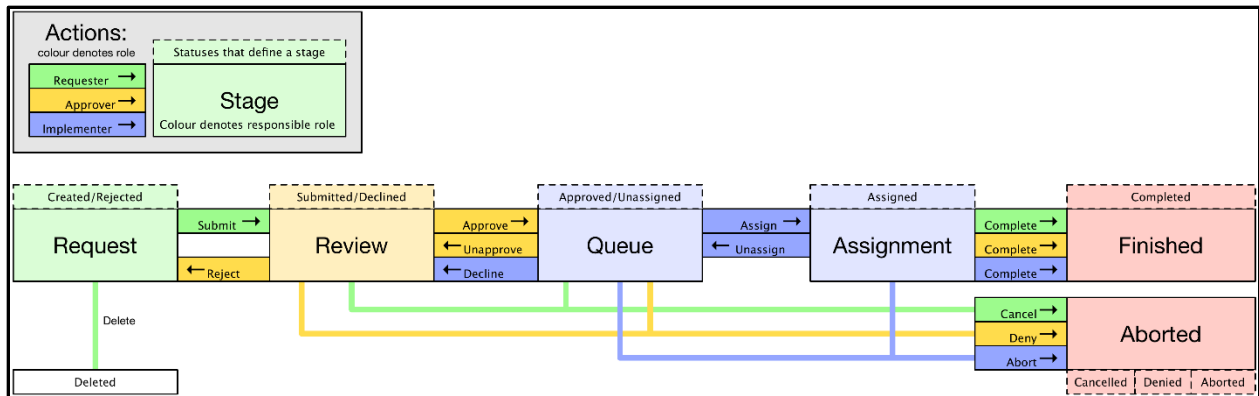 Actions:
colour denotes role
Requester →
Approver →
Implementer →
Statuses that define a stage
Stage
Colour denotes responsible role
Created/Rejected
Request
Submit →
← Reject
Submitted/Declined
Review
Approve →
← Unapprove
← Decline
Approved/Unassigned
Queue
Assign →
← Unassign
Assigned
Assignment
Complete →
Complete →
Complete →
Completed
Finished
Delete
Deleted
Cancel →
Deny →
Abort →
Aborted
Cancelled
Denied
Aborted